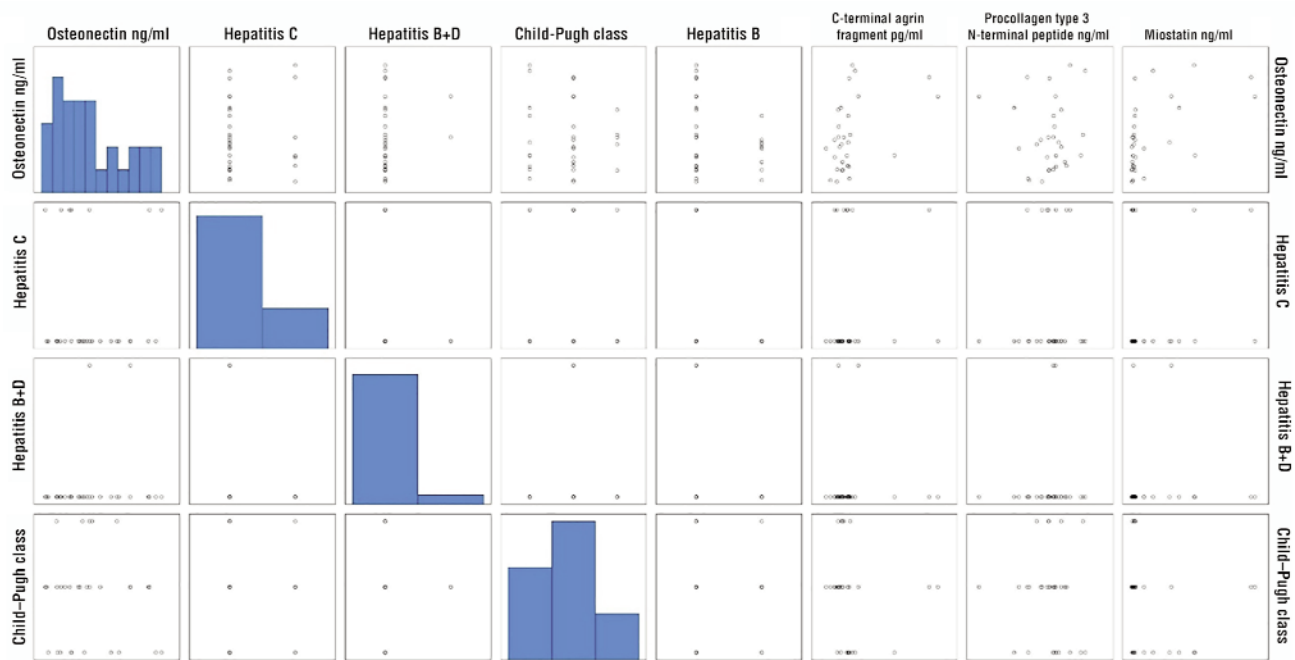 Osteonectin ng/ml
Hepatitis C
Hepatitis B+D
Child-Pugh class
Hepatitis B
C-terminal agrin
fragment pg/ml
Procollagen type 3
N-terminal peptide ng/ml
Miostatin ng/ml
Osteonectin ng/ml
Osteonectin ng/ml
Hepatitis C
Hepatitis C
Hepatitis B+D
Hepatitis B+D
Child-Pugh class
Child–Pugh class